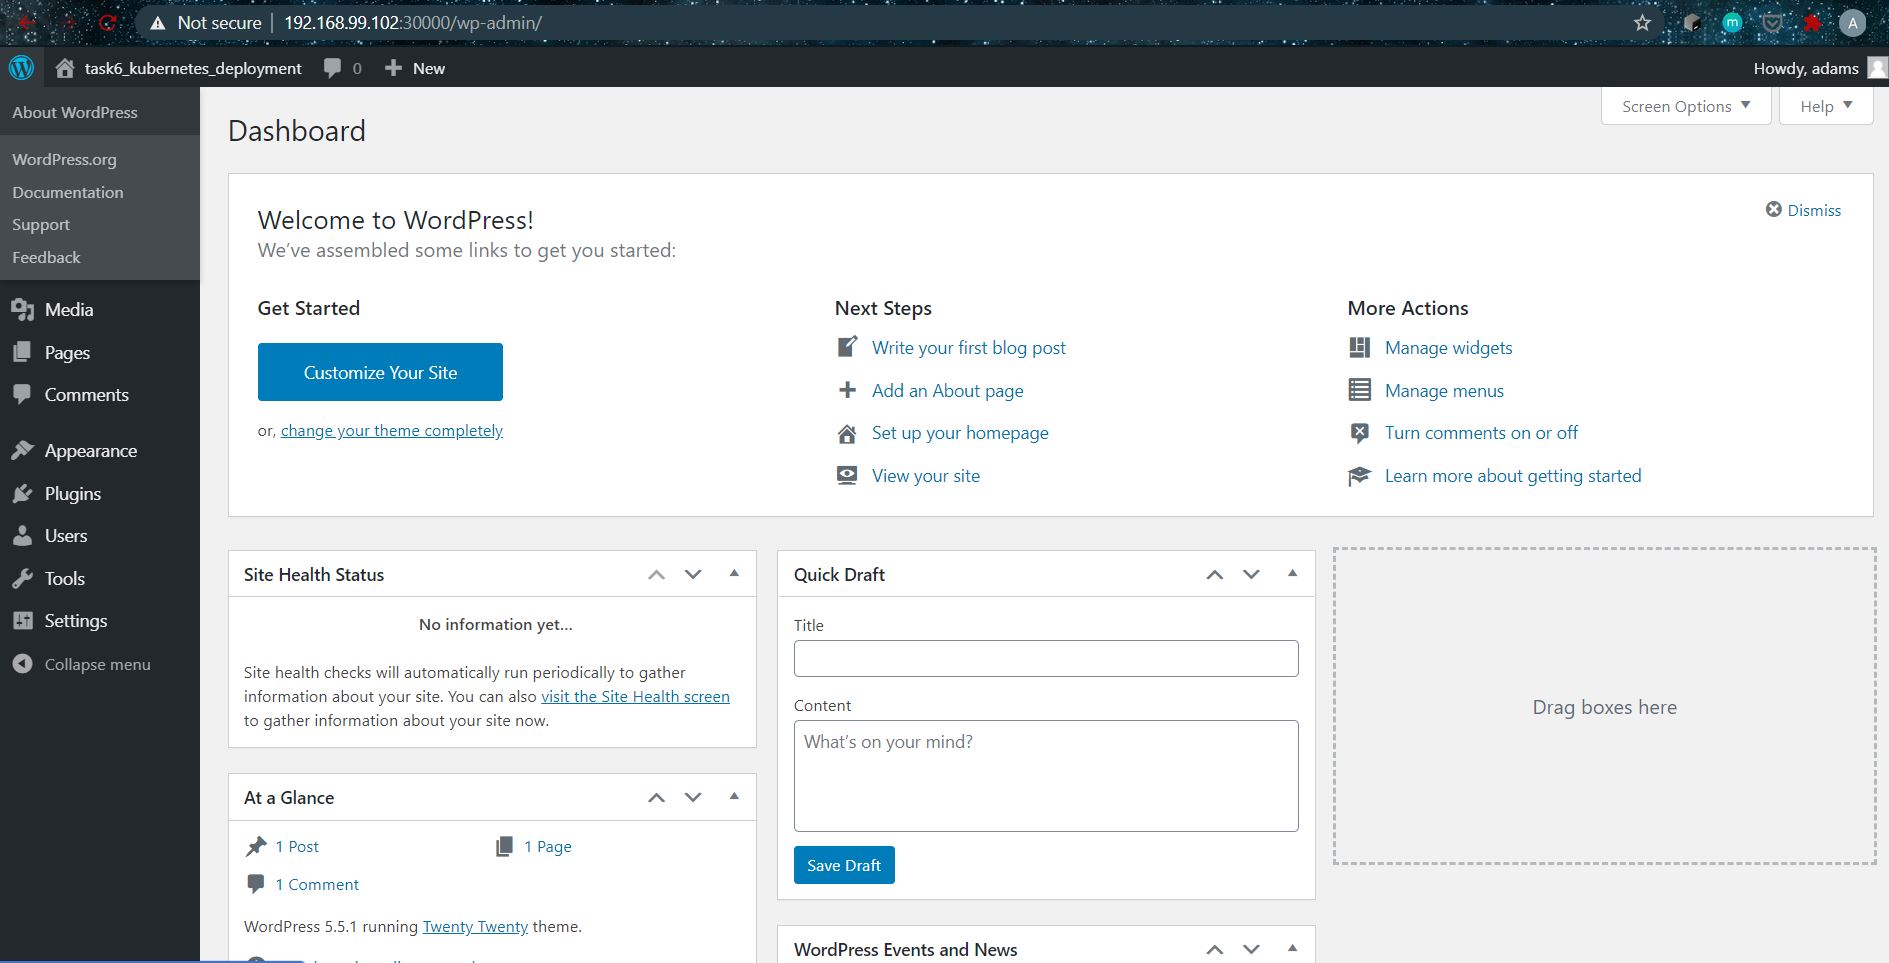 Not secure | 192.168.99.102:30000/wp-admin/
m
A
task6_kubernetes_deployment 0 New
Howdy, adams
About WordPress
WordPress.org
Documentation
Support
Feedback
Media
Pages
Comments
Appearance
Plugins
Users
Tools
Settings
Collapse menu
Screen Options
Help
Dashboard
Welcome to WordPress!
We've assembled some links to get you started:
Dismiss
Get Started
Customize Your Site
or, change your theme completely
Next Steps
Write your first blog post
Add an About page
Set up your homepage
View your site
More Actions
Manage widgets
Manage menus
Turn comments on or off
Learn more about getting started
Site Health Status
No information yet...
Site health checks will automatically run periodically to gather
information about your site. You can also visit the Site Health screen
to gather information about your site now.
At a Glance
1 Post
1 Page
1 Comment
WordPress 5.5.1 running Twenty Twenty theme.
Quick Draft
Title
Content
What's on your mind?
Save Draft
WordPress Events and News
Drag boxes here